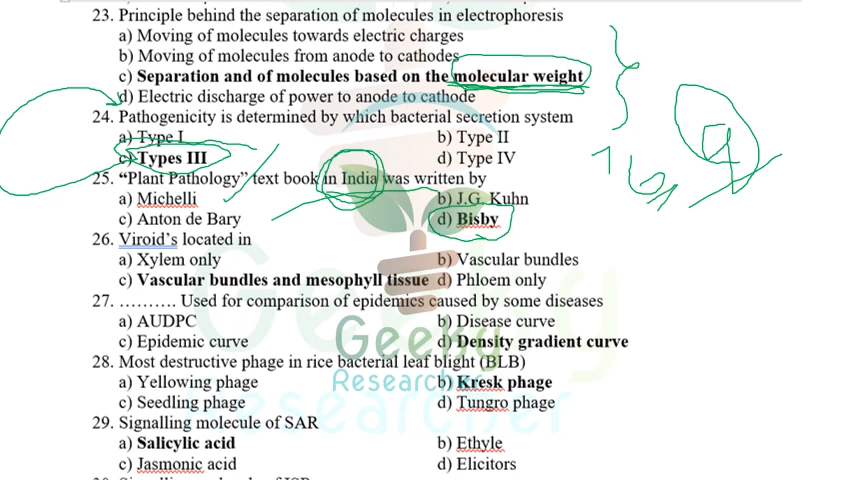 23. Principle behind the separation of molecules in electrophoresis
a) Moving of molecules towards electric charges
b) Moving of molecules from anode to cathodes
c) Separation and of molecules based on the molecular weight
d) Electric discharge of power to anode to cathode
24. Pathogenicity is determined by which bacterial secretion system
a) Type I b) Type II
c) Types III d) Type IV
25. “Plant Pathology” text book in India was written by
a) Michelli b) J.G. Kuhn
c) Anton de Bary d) Bisby
26. Viroid’s located in
a) Xylem only b) Vascular bundles
c) Vascular bundles and mesophyll tissue d) Phloem only
27. .......... Used for comparison of epidemics caused by some diseases
a) AUDPC b) Disease curve
c) Epidemic curve d) Density gradient curve
28. Most destructive phage in rice bacterial leaf blight (BLB)
a) Yellowing phage b) Kresk phage
c) Seedling phage d) Tungro phage
29. Signalling molecule of SAR
a) Salicylic acid b) Ethyle
c) Jasmonic acid d) Elicitors
Geeky
Researcher